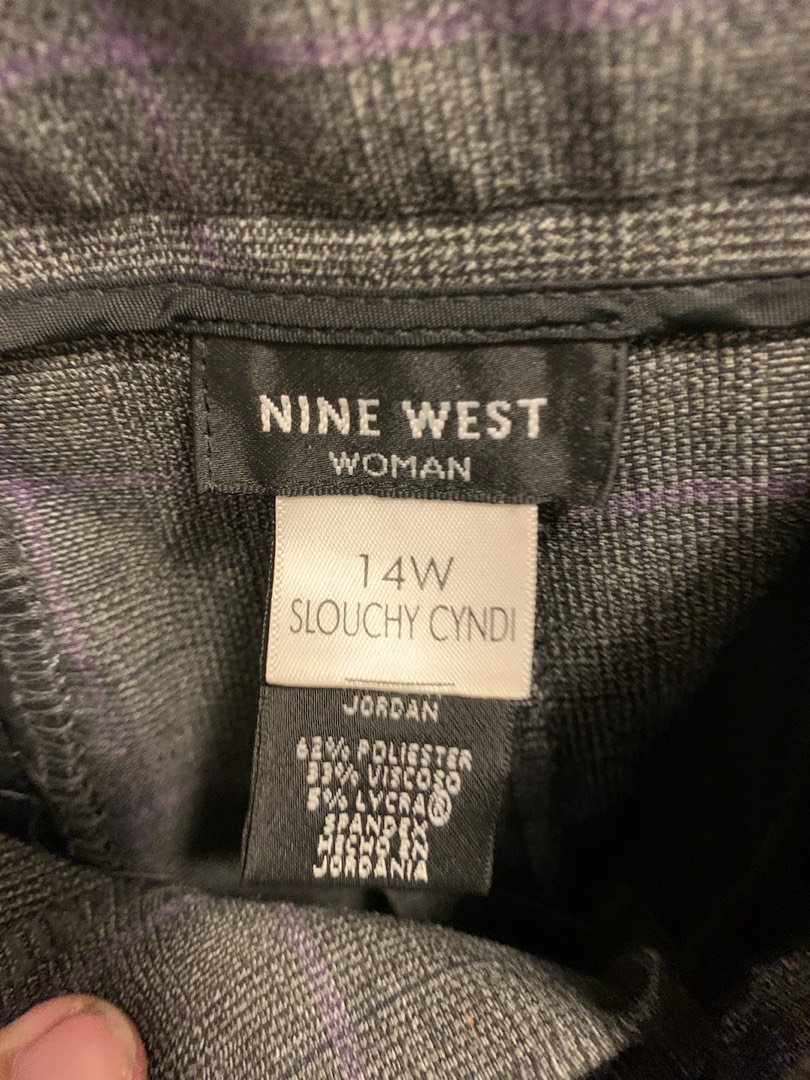 NINE WEST
WOMAN
14W
SLOUCHY CYNDI
JORDAN
62% POLIESTER
33% VISCOSO
5% LYCRA®
SPANDEX
HECHO EN
JORDANIA